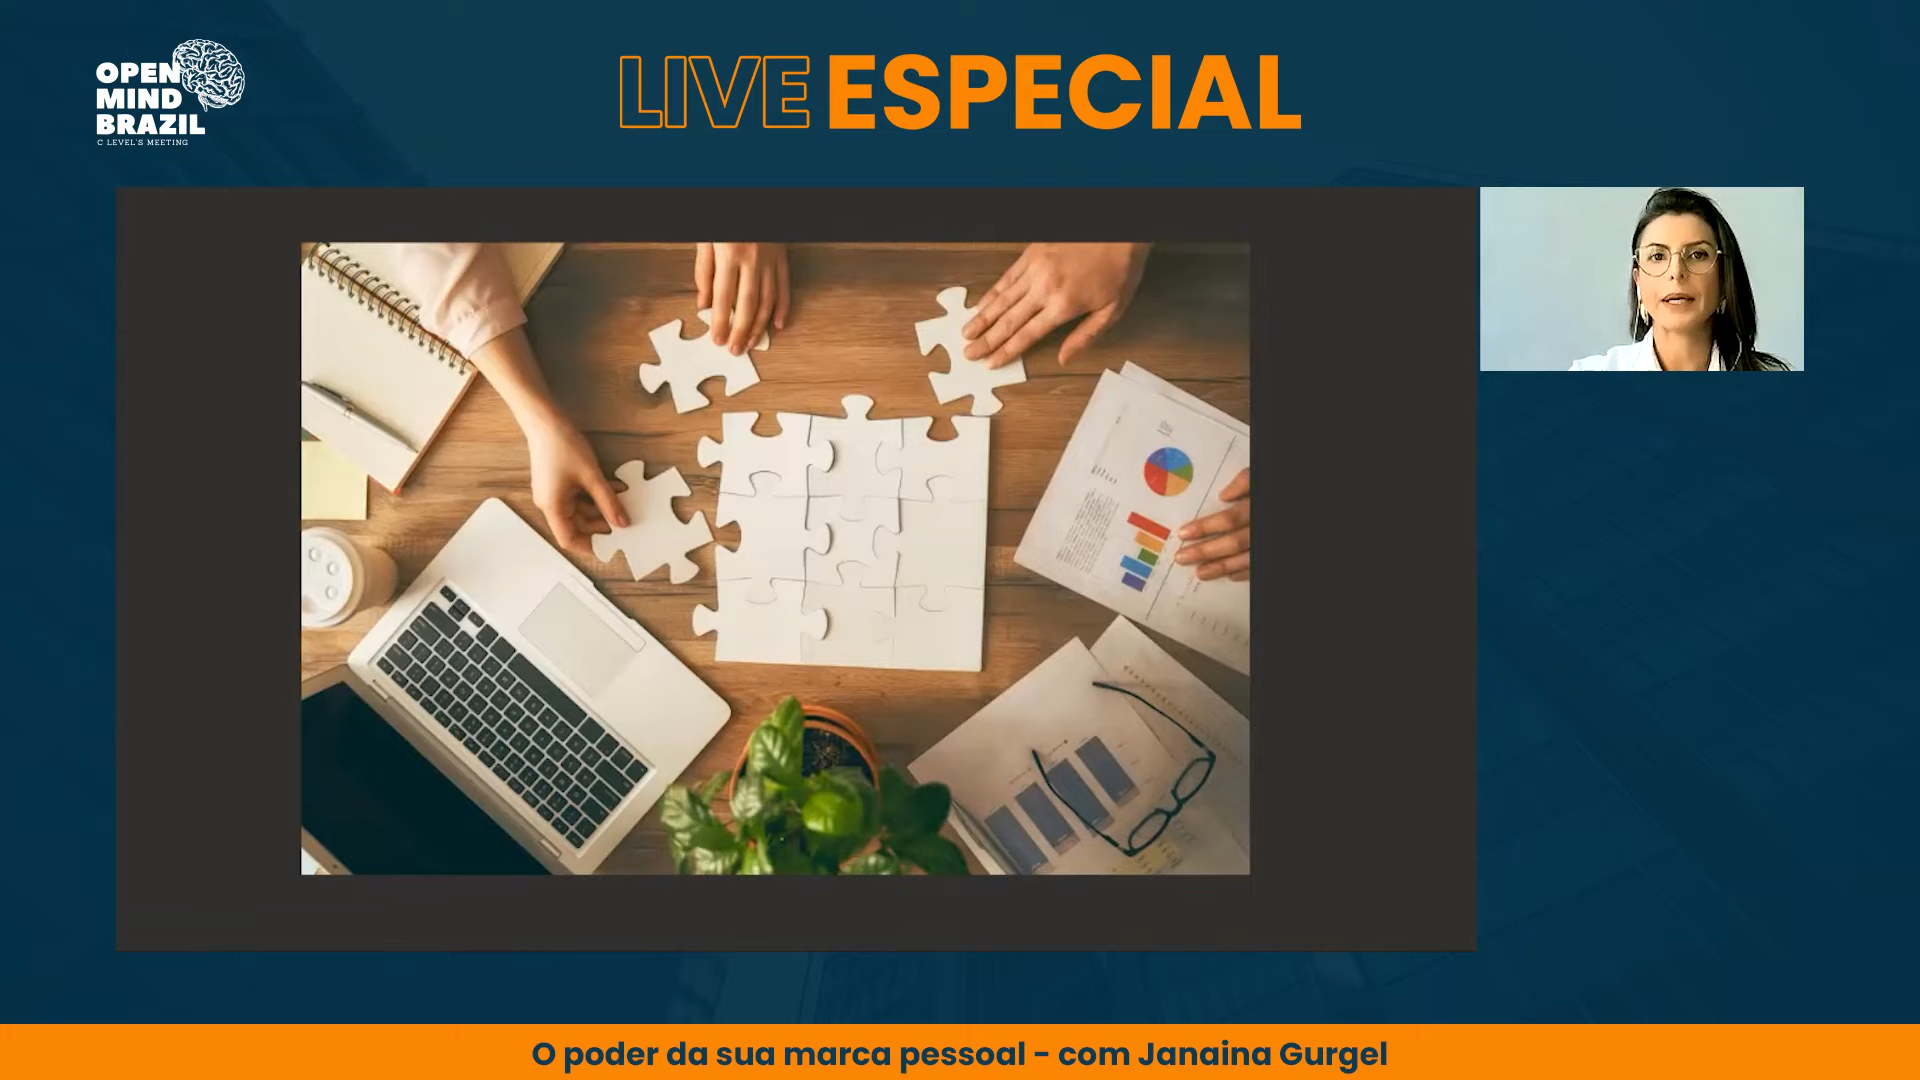 OPEN
MIND
BRAZIL
C LEVEL'S MEETING
LIVE ESPECIAL
O poder da sua marca pessoal - com Janaina Gurgel